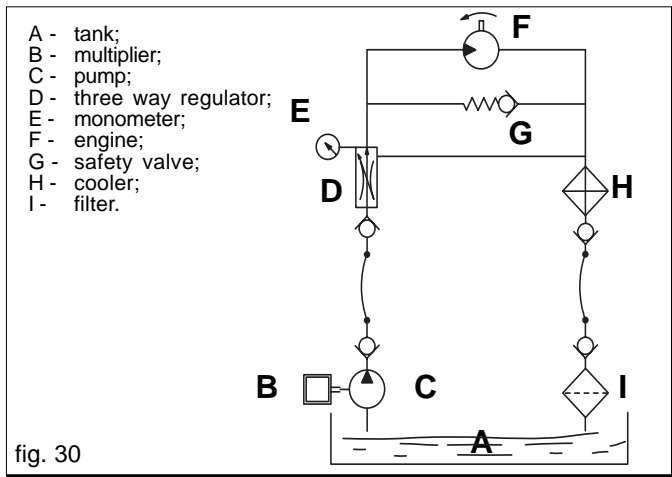 A - tank;
B - multiplier;
C - pump;
D - three way regulator;
E - monometer;
F - engine;
G - safety valve;
H - cooler;
I - filter.
F
E
G
D
H
B
C
I
A
fig. 30